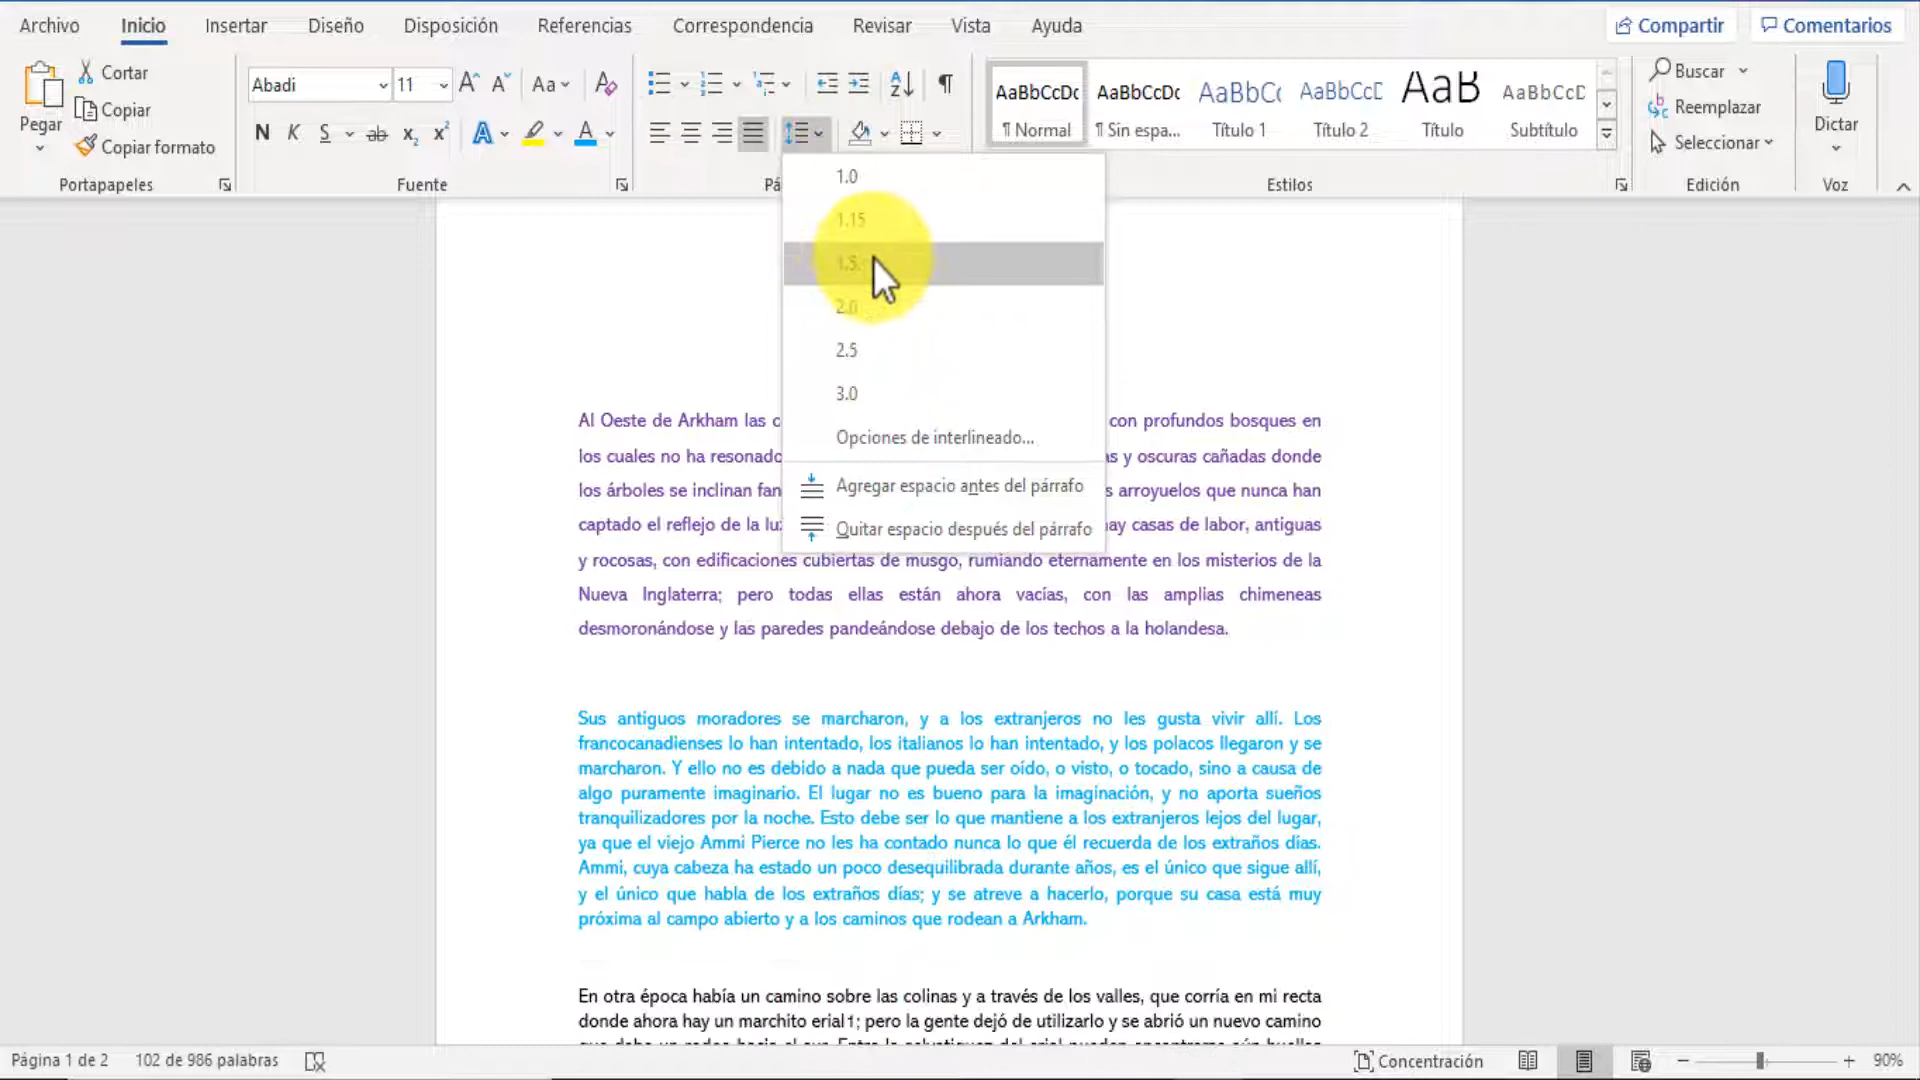 Archivo Inicio Insertar Diseño Disposición Referencias Correspondencia Revisar Vista Ayuda Compartir Comentarios
Pegar
Cortar
Copiar
Copiar formato
Portapapeles
Abadi 11
Aa
N K S ab x₂ x² A A
Fuente
AaBbCcDc AaBbCcDc AaBbCc AaBbCcD AaB AaBbCcD
¶ Normal ¶ Sin espa... Título 1 Título 2 Título Subtítulo
Estilos
Buscar
Reemplazar
Seleccionar
Edición
Dictar
Voz
1.0
1.15
1.5
2.0
2.5
3.0
Opciones de interlineado...
Agregar espacio antes del párrafo
Quitar espacio después del párrafo
Al Oeste de Arkham las con profundos bosques en
los cuales no ha resonado y oscuras cañadas donde
los árboles se inclinan arroyuelos que nunca han
captado el reflejo de la casas de labor, antiguas
y rocosas, con edificaciones cubiertas de musgo, rumiando eternamente en los misterios de la
Nueva Inglaterra; pero todas ellas están ahora vacías, con las amplias chimeneas
desmoronándose y las paredes pandeándose debajo de los techos a la holandesa.
Sus antiguos moradores se marcharon, y a los extranjeros no les gusta vivir allí. Los
francocanadienses lo han intentado, los italianos lo han intentado, y los polacos llegaron y se
marcharon. Y ello no es debido a nada que pueda ser oído, o visto, o tocado, sino a causa de
algo puramente imaginario. El lugar no es bueno para la imaginación, y no aporta sueños
tranquilizadores por la noche. Esto debe ser lo que mantiene a los extranjeros lejos del lugar,
ya que el viejo Ammi Pierce no les ha contado nunca lo que él recuerda de los extraños días.
Ammi, cuya cabeza ha estado un poco desequilibrada durante años, es el único que sigue allí,
y el único que habla de los extraños días; y se atreve a hacerlo, porque su casa está muy
próxima al campo abierto y a los caminos que rodean a Arkham.
En otra época había un camino sobre las colinas y a través de los valles, que corría en mi recta
donde ahora hay un marchito erial1; pero la gente dejó de utilizarlo y se abrió un nuevo camino
Página 1 de 2 102 de 986 palabras Concentración 90%